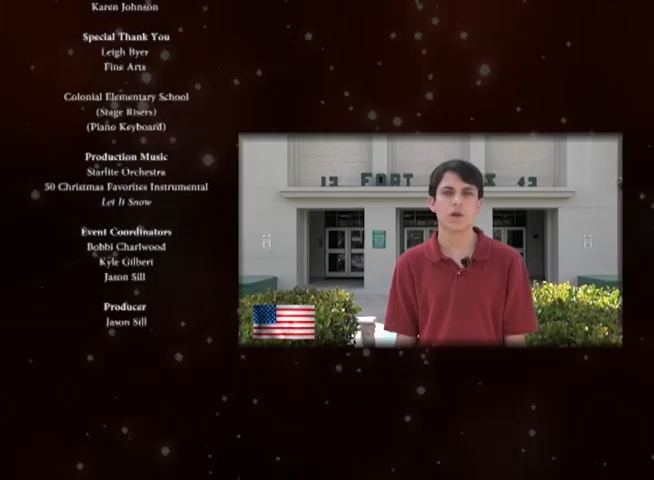 Karen Johnson
Special Thank You
Leigh Byer
Fine Arts
Colonial Elementary School
(Stage Risers)
(Piano Keyboard)
Production Music
Starlite Orchestra
50 Christmas Favorites Instrumental
Let It Snow
Event Coordinators
Bobbi Charlwood
Kyle Gilbert
Jason Sill
Producer
Jason Sill
FORT
43